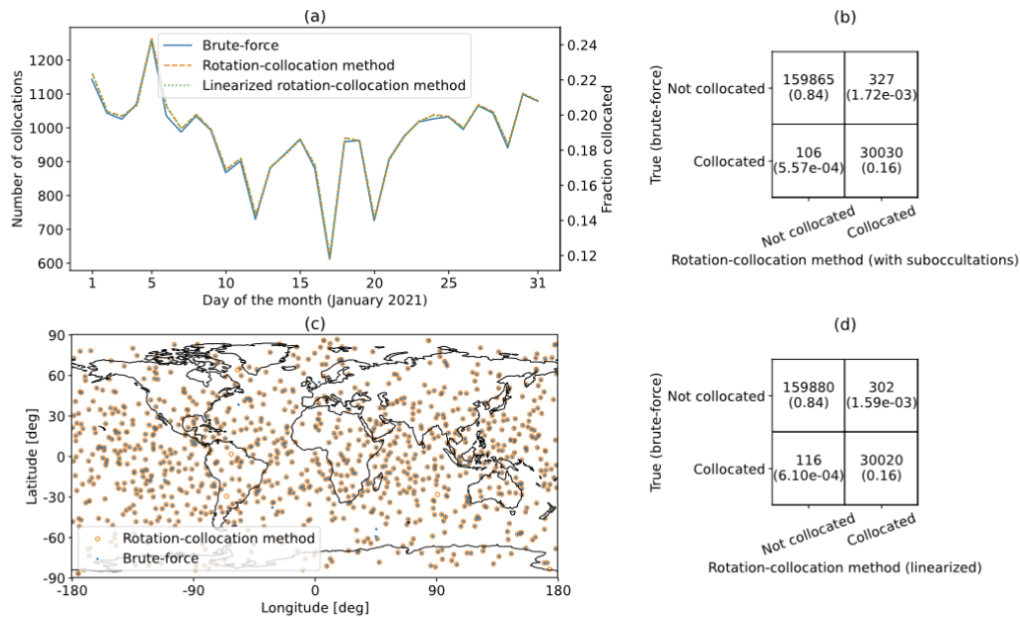 (a)
Number of collocations
1200
1100
1000
900
800
700
600
Brute-force
Rotation-collocation method
Linearized rotation-collocation method
0.24
0.22
0.20
0.18
0.16
0.14
0.12
Fraction collocated
1 5 10 15 20 25 31
Day of the month (January 2021)
(b)
True (brute-force)
Not collocated
159865
(0.84)
327
(1.72e-03)
Collocated
106
(5.57e-04)
30030
(0.16)
Not collocated
Collocated
Rotation-collocation method (with suboccultations)
(c)
Latitude [deg]
90
60
30
0
-30
-60
-90
Rotation-collocation method
Brute-force
-180 -90 0 90 180
Longitude [deg]
(d)
True (brute-force)
Not collocated
159880
(0.84)
302
(1.59e-03)
Collocated
116
(6.10e-04)
30020
(0.16)
Not collocated
Collocated
Rotation-collocation method (linearized)